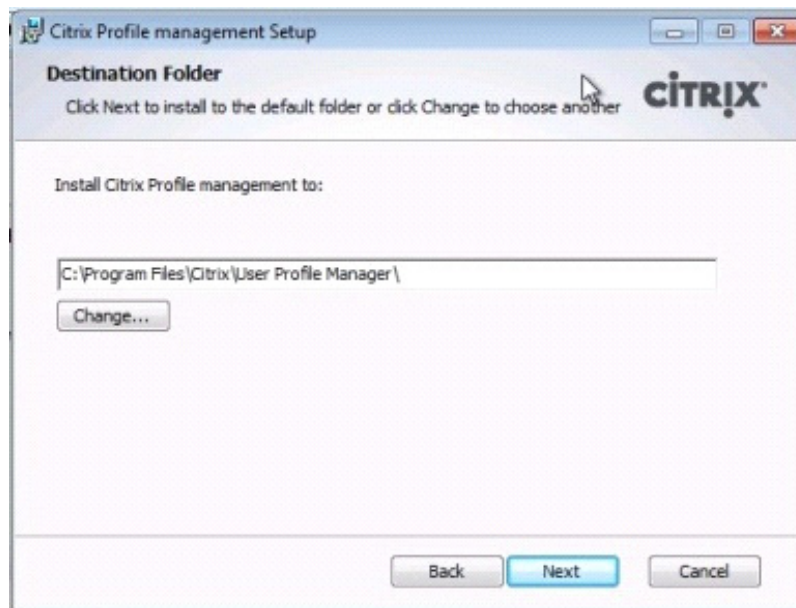 Citrix Profile management Setup
Destination Folder
Click Next to install to the default folder or click Change to choose another
CITRIX
Install Citrix Profile management to:
C:\Program Files\Citrix\User Profile Manager\
Change...
Back
Next
Cancel